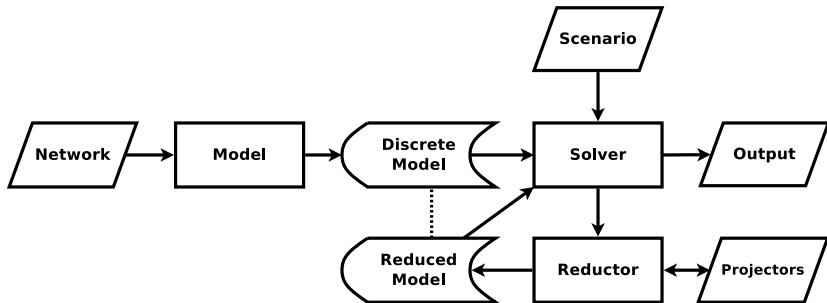 Scenario
Network
Model
Discrete
Model
Solver
Output
Reduced
Model
Reductor
Projectors